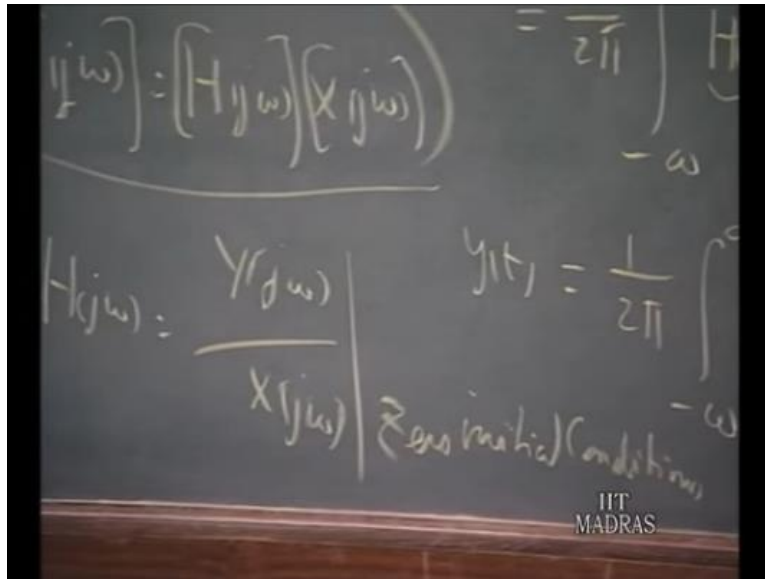 (jω)] = [H(jω)][X(jω)]
= 1/2π ∫ H
-∞
H(jω) = Y(jω) / X(jω) | Zero initial Conditions
y(t) = 1/2π ∫
-∞
IIT
MADRAS